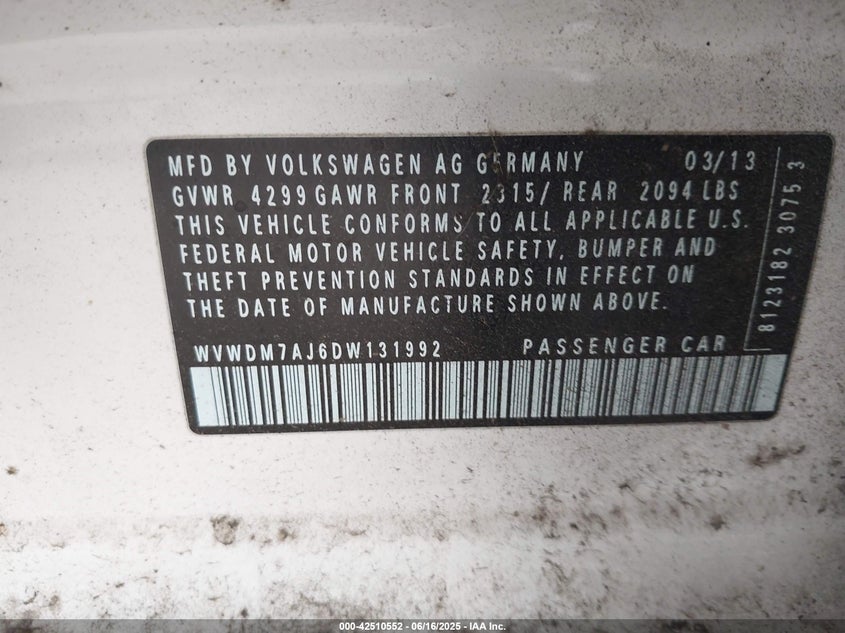 MFD BY VOLKSWAGEN AG GERMANY 03/13
GVWR 4299 GAWR FRONT 2315/ REAR 2094 LBS
THIS VEHICLE CONFORMS TO ALL APPLICABLE U.S.
FEDERAL MOTOR VEHICLE SAFETY, BUMPER AND
THEFT PREVENTION STANDARDS IN EFFECT ON
THE DATE OF MANUFACTURE SHOWN ABOVE.
WVWDM7AJ6DW131992 PASSENGER CAR
8123182 3075 3
000-42510552 - 06/16/2025 - IAA Inc.